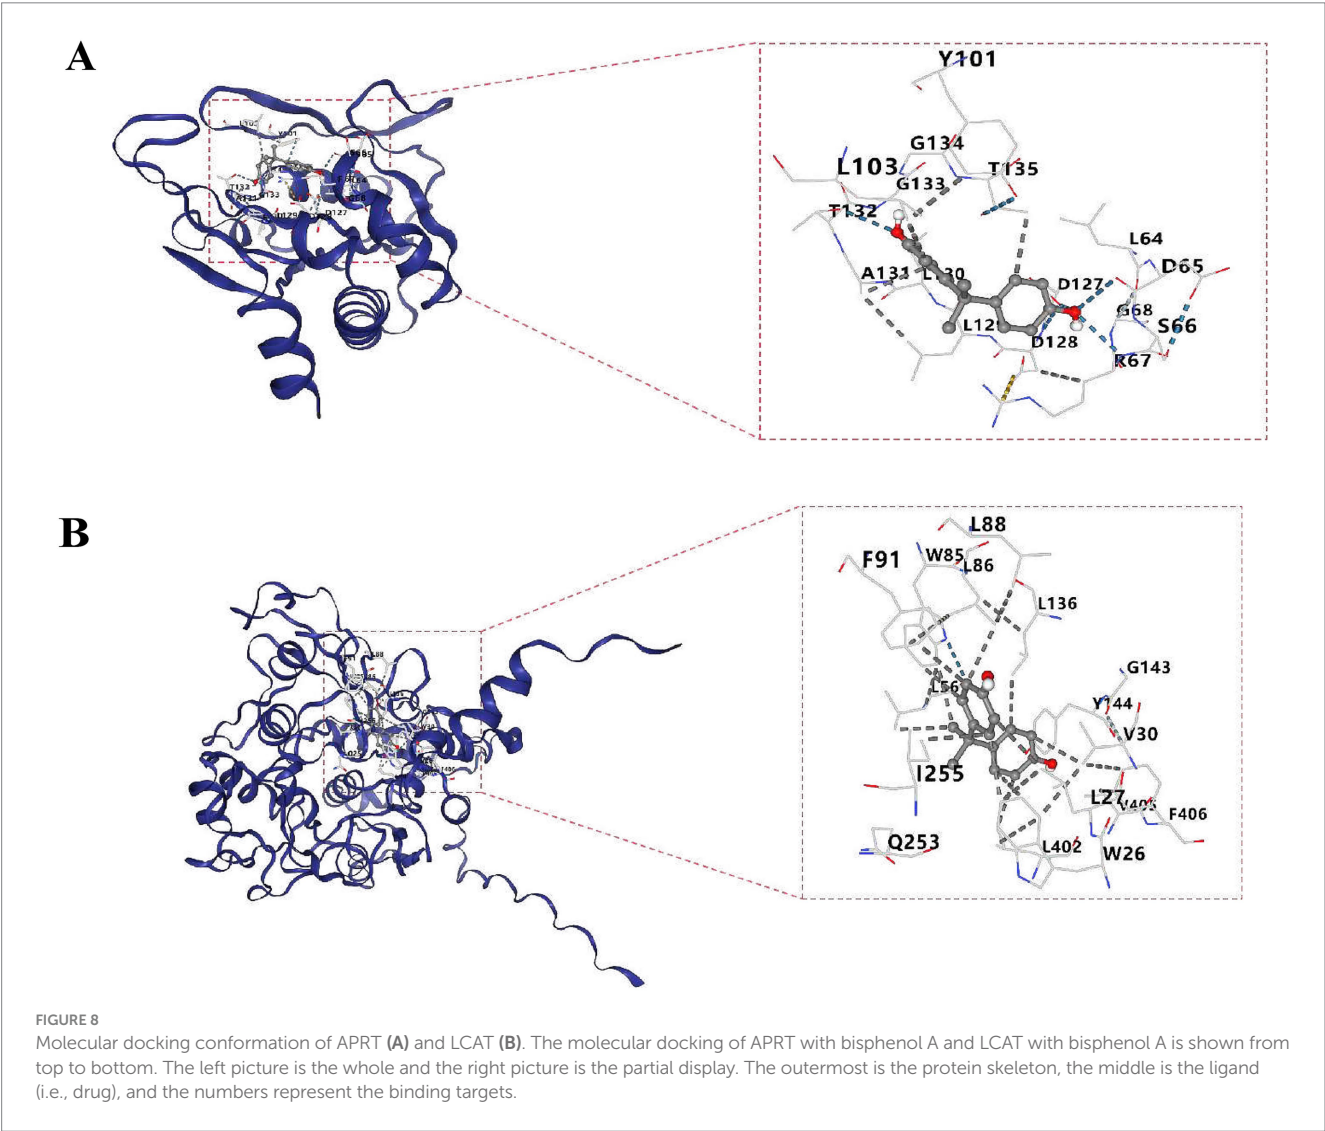 A
Y101
G134
L103
T135
G133
T132
L64
A131
D65
D127
G68
S66
D128
R67
B
L88
W85
F91
L86
L136
G143
L56
Y144
V30
I255
L27
F406
Q253
L402
W26
FIGURE 8
Molecular docking conformation of APRT (A) and LCAT (B). The molecular docking of APRT with bisphenol A and LCAT with bisphenol A is shown from
top to bottom. The left picture is the whole and the right picture is the partial display. The outermost is the protein skeleton, the middle is the ligand
(i.e., drug), and the numbers represent the binding targets.